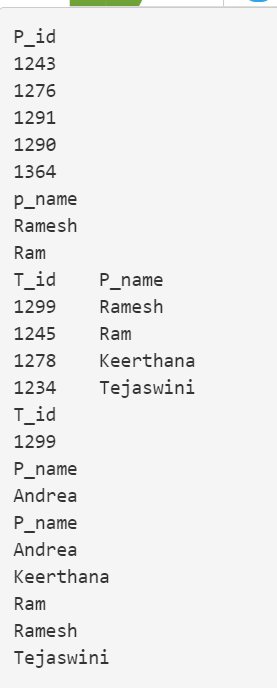 P_id
1243
1276
1291
1290
1364
p_name
Ramesh
Ram
T_id    P_name
1299    Ramesh
1245    Ram
1278    Keerthana
1234    Tejaswini
T_id
1299
P_name
Andrea
P_name
Andrea
Keerthana
Ram
Ramesh
Tejaswini